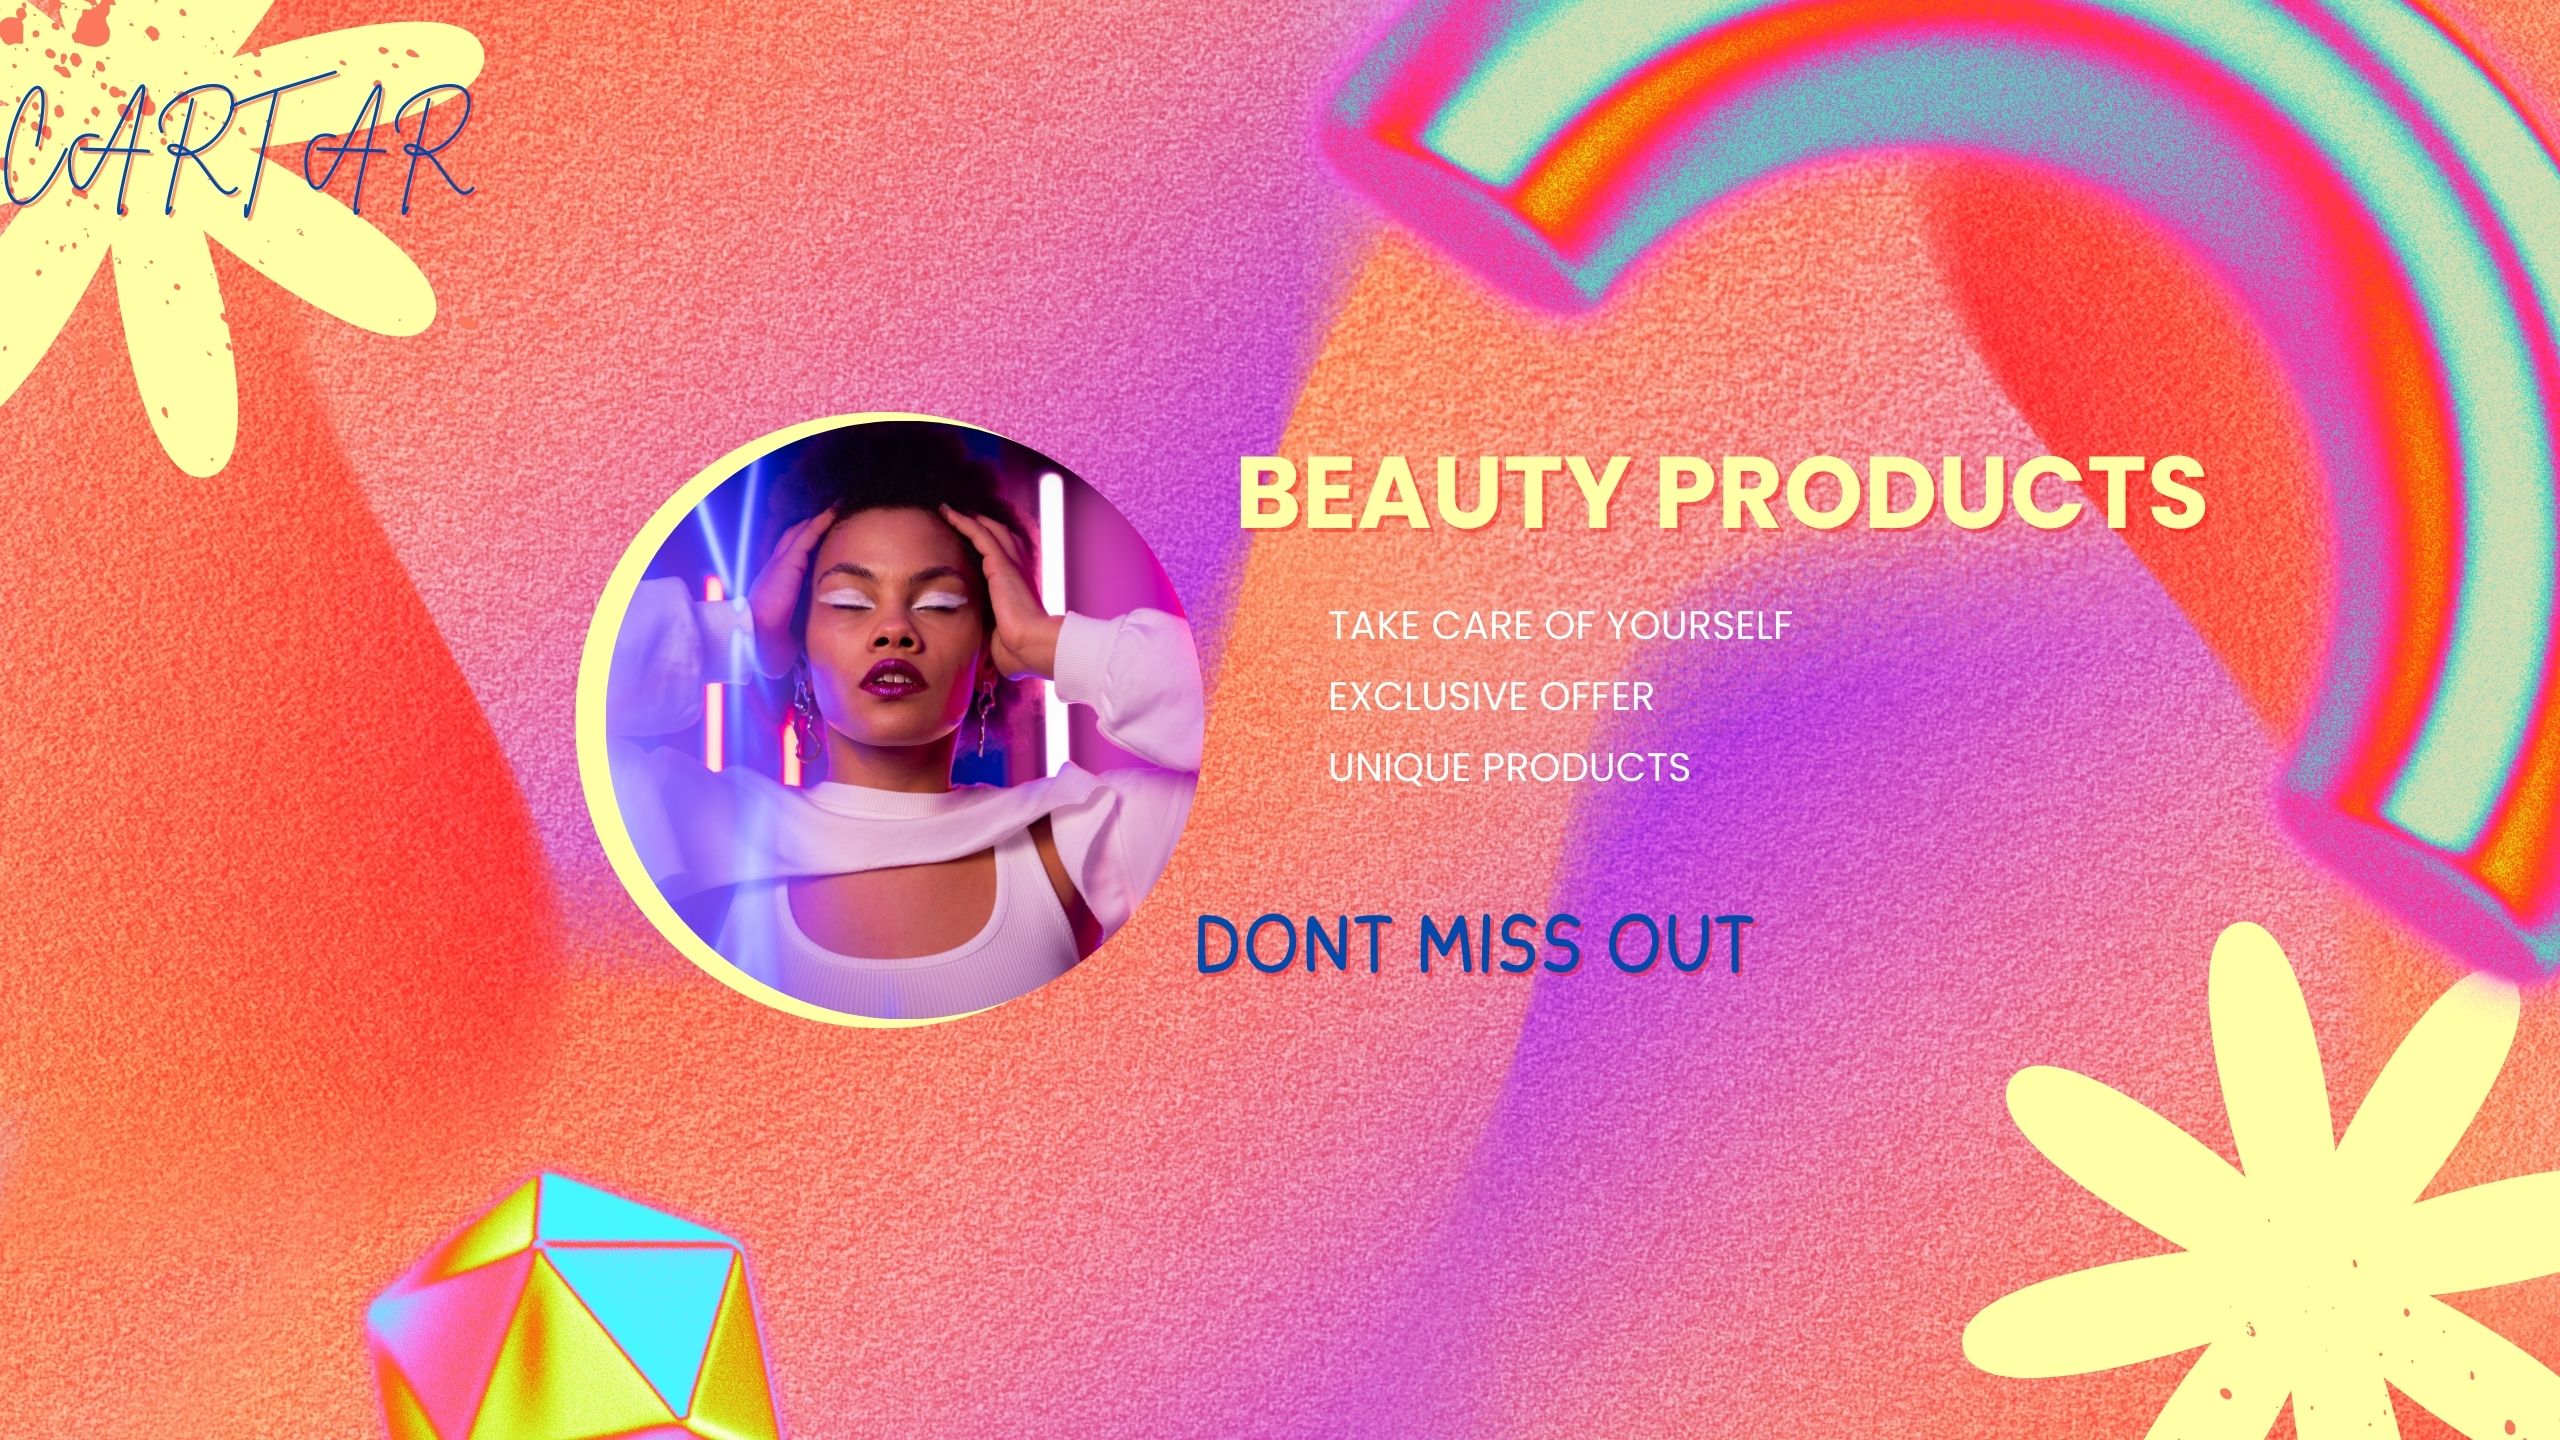 CARTAR
BEAUTY PRODUCTS
TAKE CARE OF YOURSELF
EXCLUSIVE OFFER
UNIQUE PRODUCTS
DONT MISS OUT